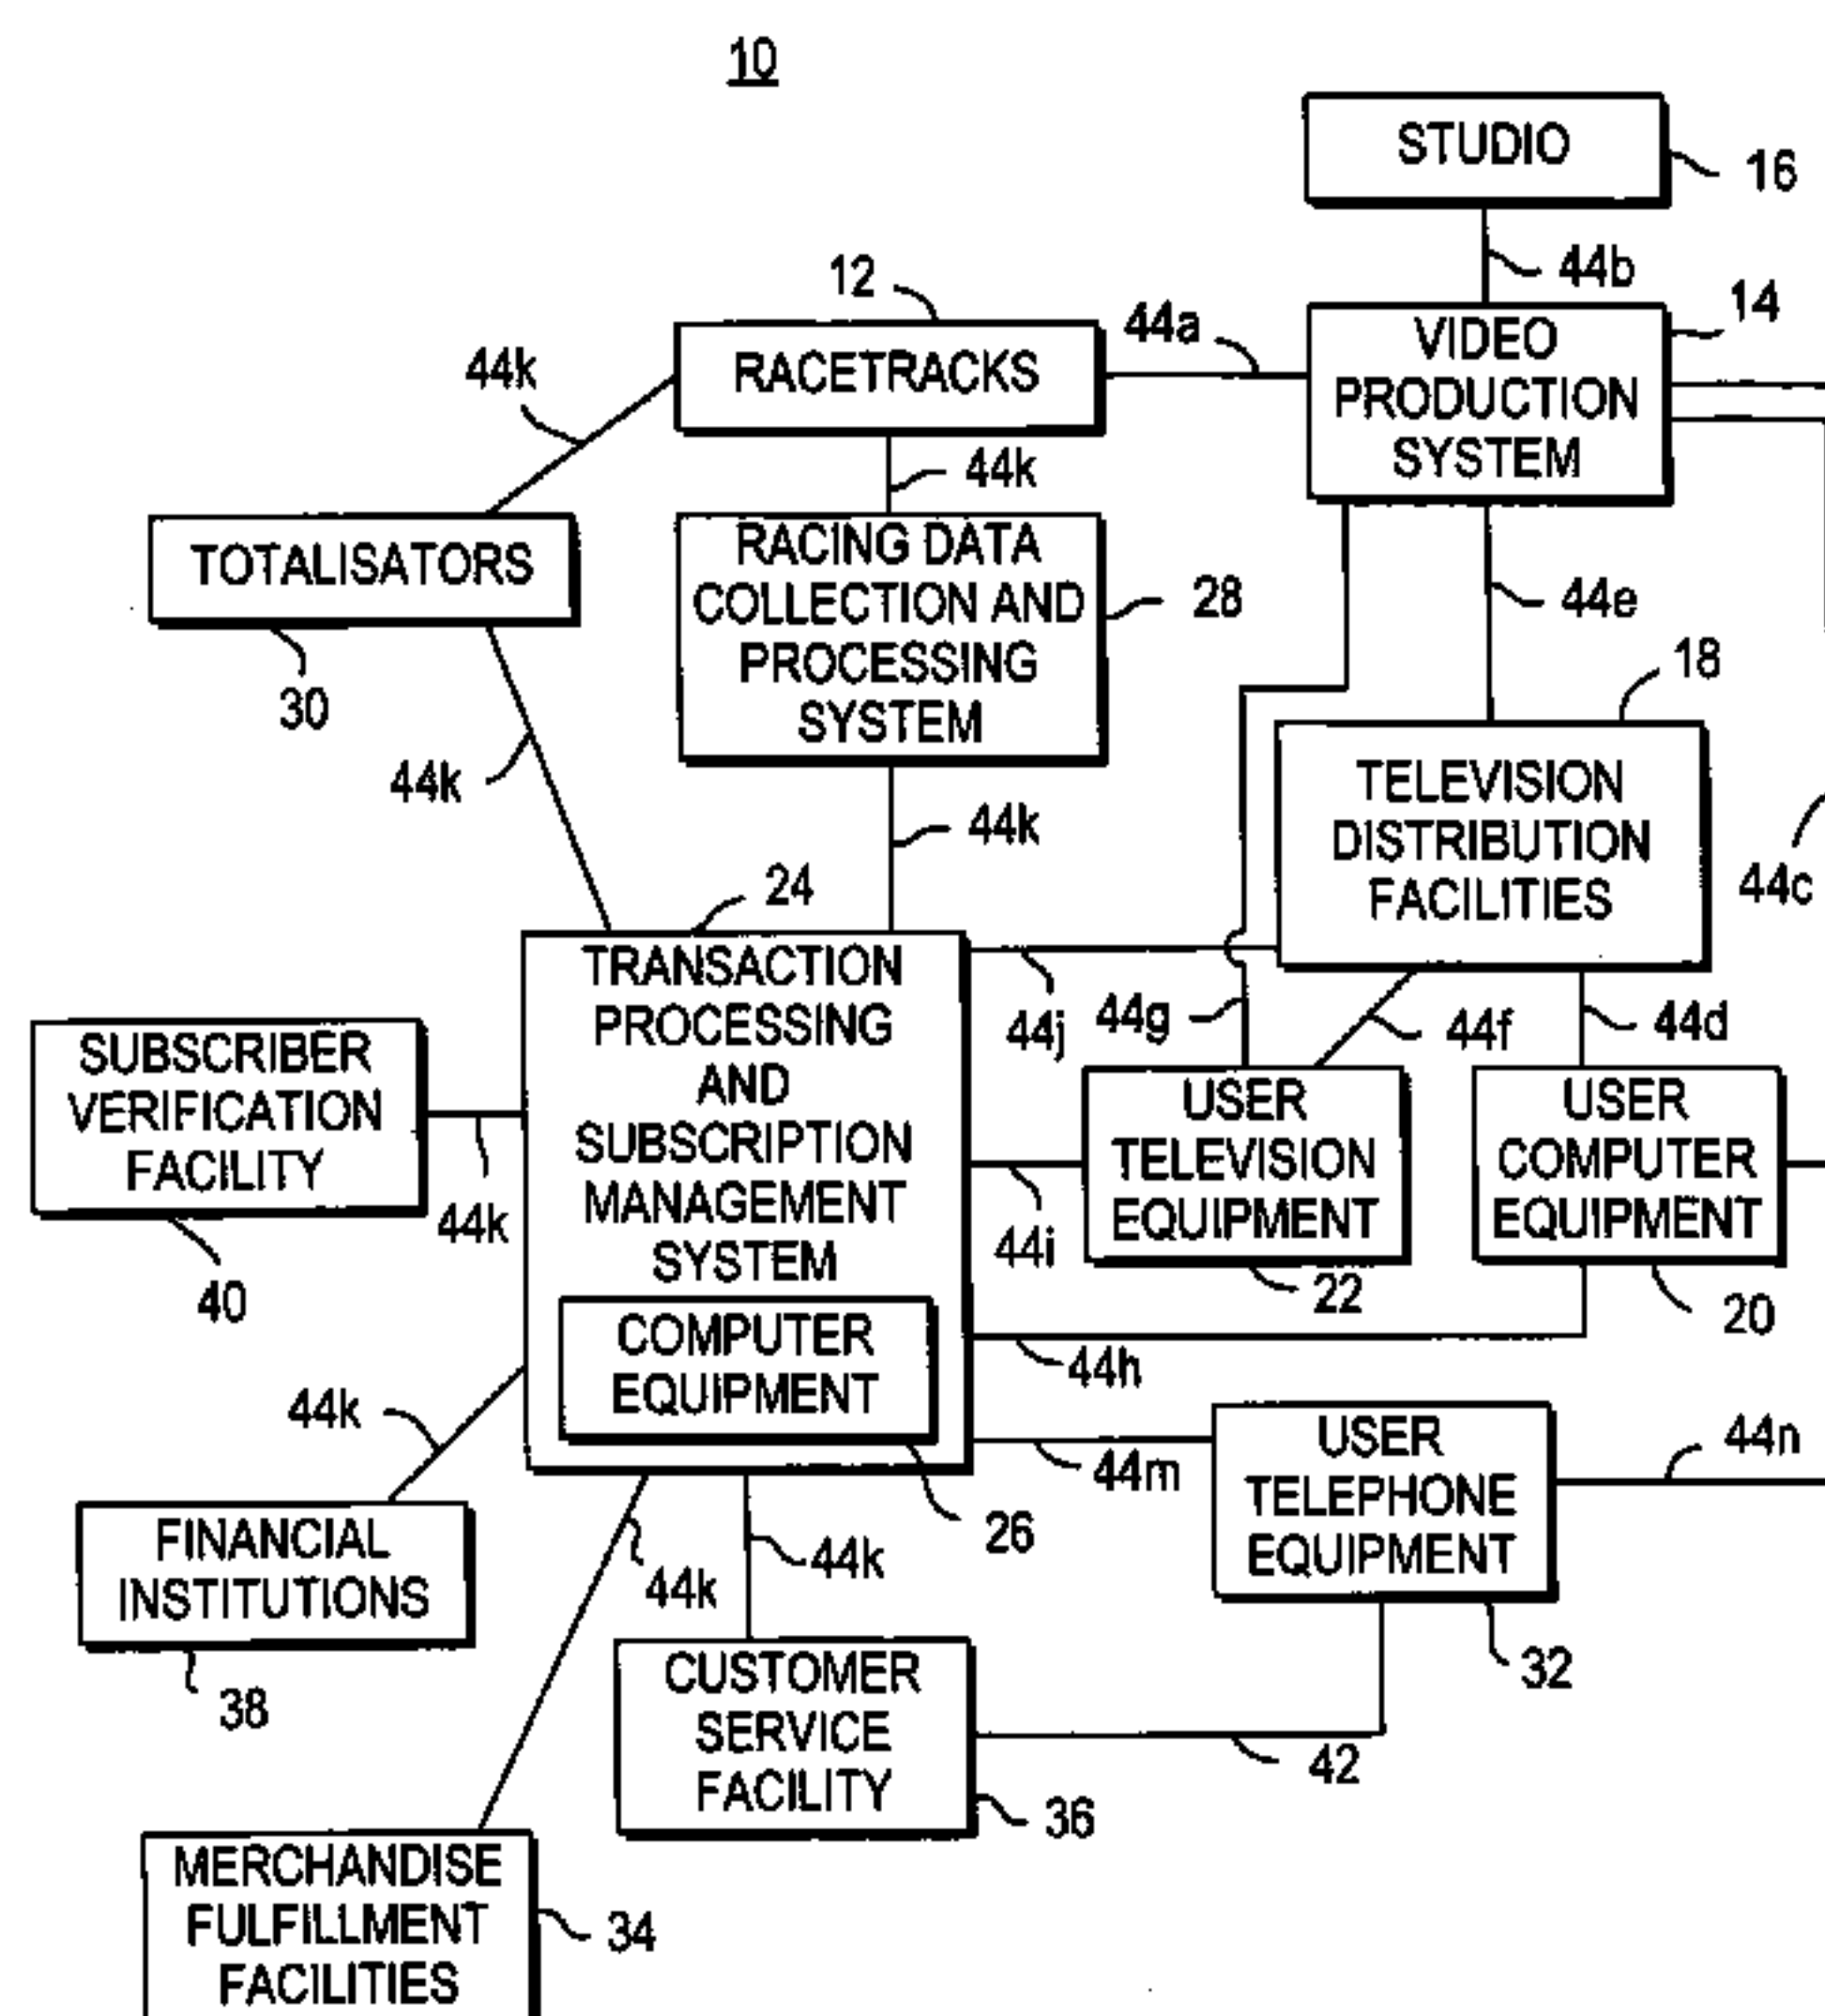 10
STUDIO
16
44b
12
44a
14
VIDEO
PRODUCTION
SYSTEM
RACETRACKS
44k
44k
TOTALISATORS
30
RACING DATA
COLLECTION AND
PROCESSING
SYSTEM
28
44e
18
44k
44k
TELEVISION
DISTRIBUTION
FACILITIES
44c
24
TRANSACTION
PROCESSING
AND
SUBSCRIPTION
MANAGEMENT
SYSTEM
44j
44g
44f
44d
SUBSCRIBER
VERIFICATION
FACILITY
44k
40
USER
TELEVISION
EQUIPMENT
44i
22
USER
COMPUTER
EQUIPMENT
20
COMPUTER
EQUIPMENT
26
44h
44k
44m
USER
TELEPHONE
EQUIPMENT
44n
32
FINANCIAL
INSTITUTIONS
38
44k
44k
CUSTOMER
SERVICE
FACILITY
36
42
MERCHANDISE
FULFILLMENT
FACILITIES
34